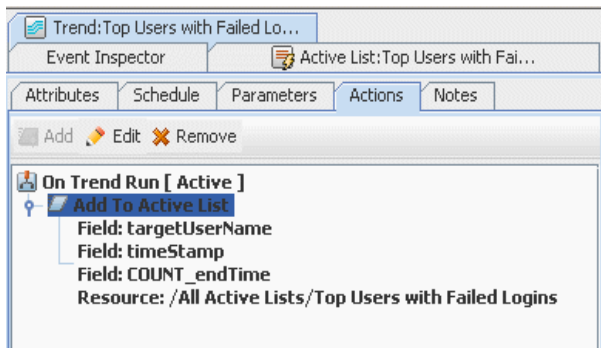 Trend:Top Users with Failed Lo...
Event Inspector
Active List:Top Users with Fai...
Attributes Schedule Parameters Actions Notes
Add Edit Remove
On Trend Run [ Active ]
Add To Active List
Field: targetUserName
Field: timeStamp
Field: COUNT_endTime
Resource: /All Active Lists/Top Users with Failed Logins